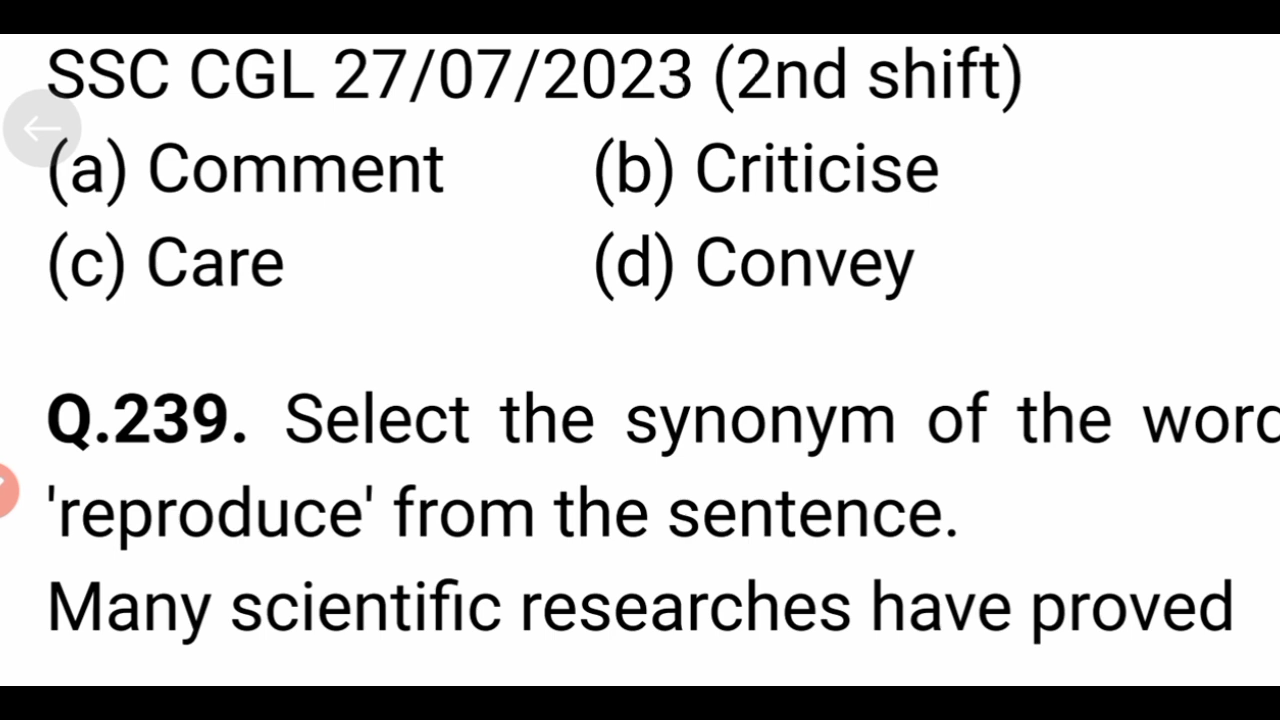 SSC CGL 27/07/2023 (2nd shift)
(a) Comment (b) Criticise
(c) Care (d) Convey
Q.239. Select the synonym of the word
'reproduce' from the sentence.
Many scientific researches have proved